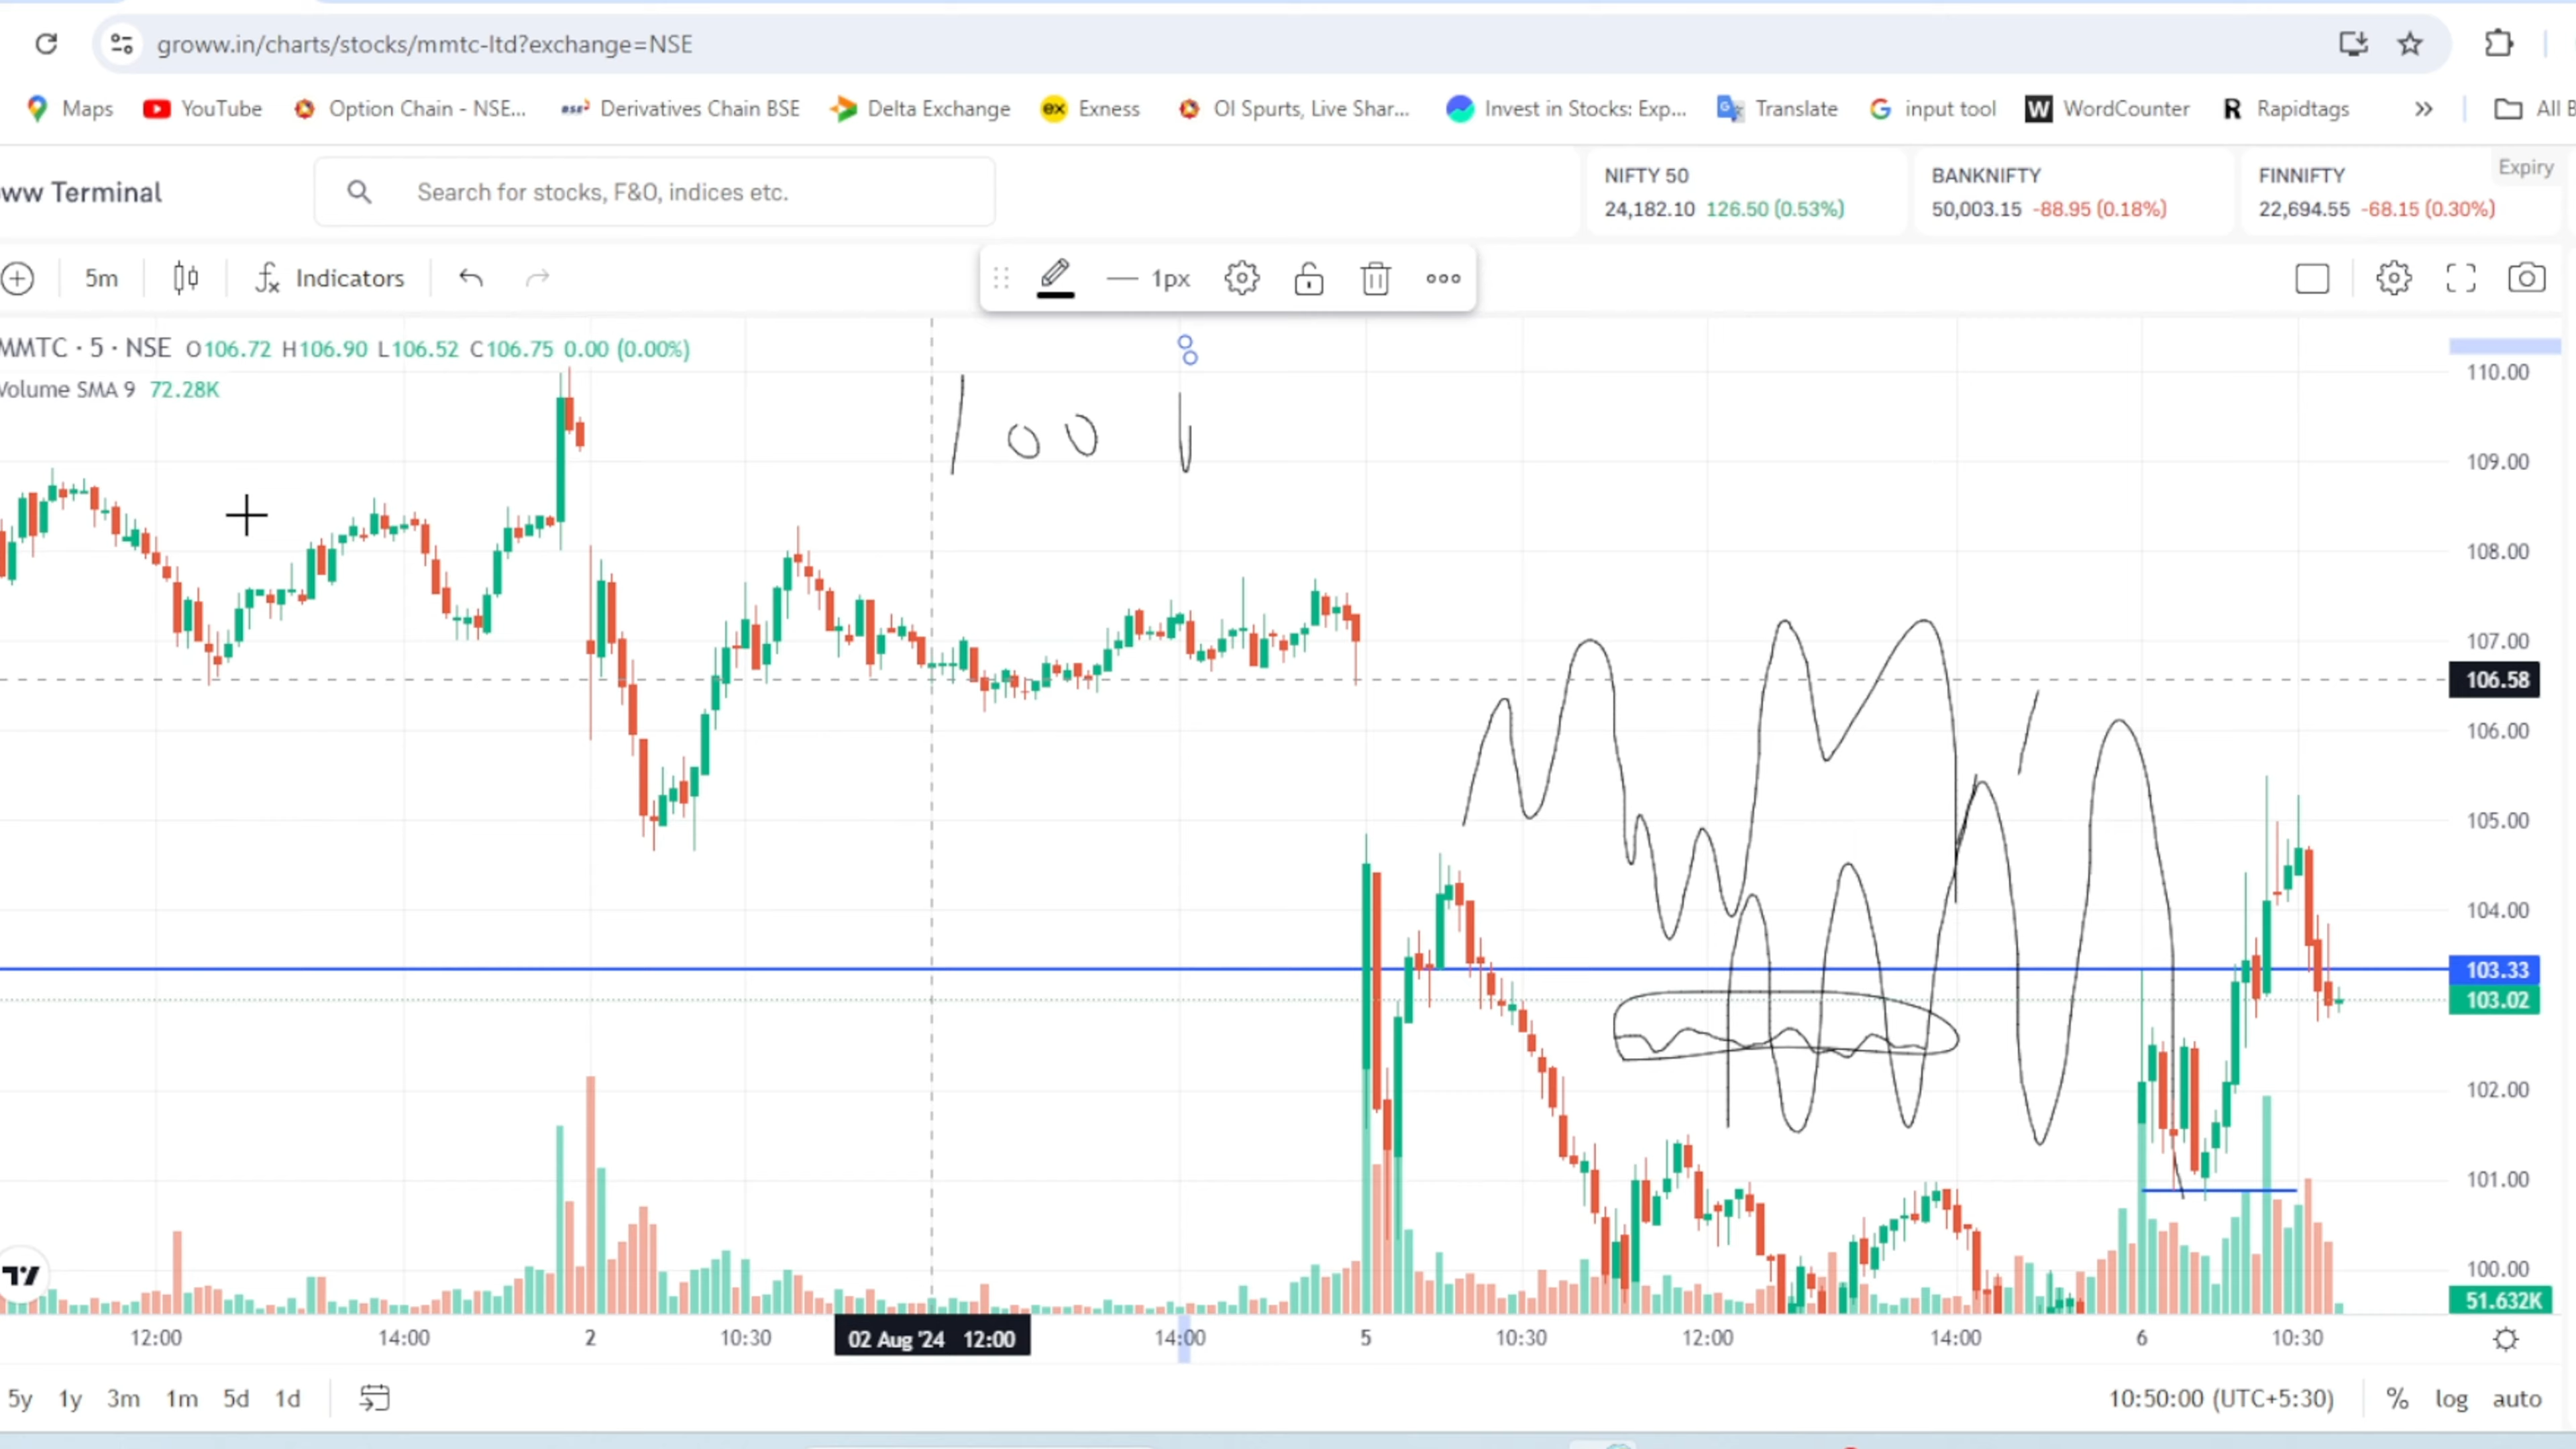 groww.in/charts/stocks/mmtc-ltd?exchange=NSE
Maps YouTube Option Chain - NSE... BSE Derivatives Chain BSE Delta Exchange ex Exness OI Spurts, Live Shar... Invest in Stocks: Exp... Translate G input tool W WordCounter R Rapidtags » All B
ww Terminal
Search for stocks, F&O, indices etc.
NIFTY 50
24,182.10 126.50 (0.53%)
BANKNIFTY
50,003.15 -88.95 (0.18%)
FINNIFTY Expiry
22,694.55 -68.15 (0.30%)
5m Indicators 1px
MMTC · 5 · NSE O106.72 H106.90 L106.52 C106.75 0.00 (0.00%)
Volume SMA 9 72.28K
100
110.00
109.00
108.00
107.00
106.58
106.00
105.00
104.00
103.33
103.02
102.00
101.00
100.00
51.632K
12:00 14:00 2 10:30 02 Aug '24 12:00 14:00 5 10:30 12:00 14:00 6 10:30
5y 1y 3m 1m 5d 1d 10:50:00 (UTC+5:30) % log auto